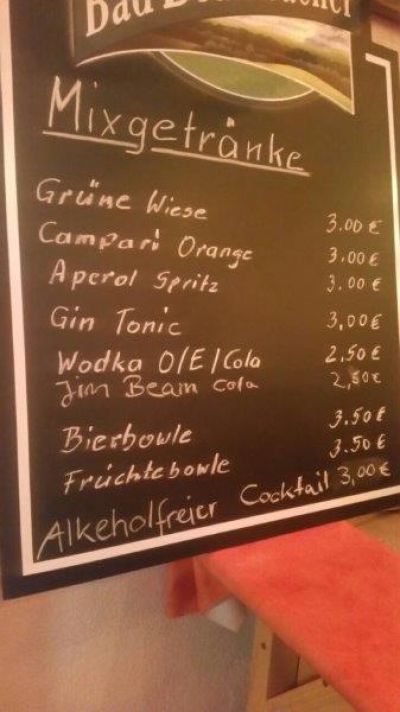 Bad
Mixgetränke
Grüne Wiese 3.00 €
Campari Orange 3.00 €
Aperol Spritz 3.00 €
Gin Tonic 3,00 €
Wodka O/E/Cola 2.50 €
Jim Beam Cola 2,50 €
Bierbowle 3.50 €
Früchtebowle 3.50 €
Alkeholfreier Cocktail 3,00 €